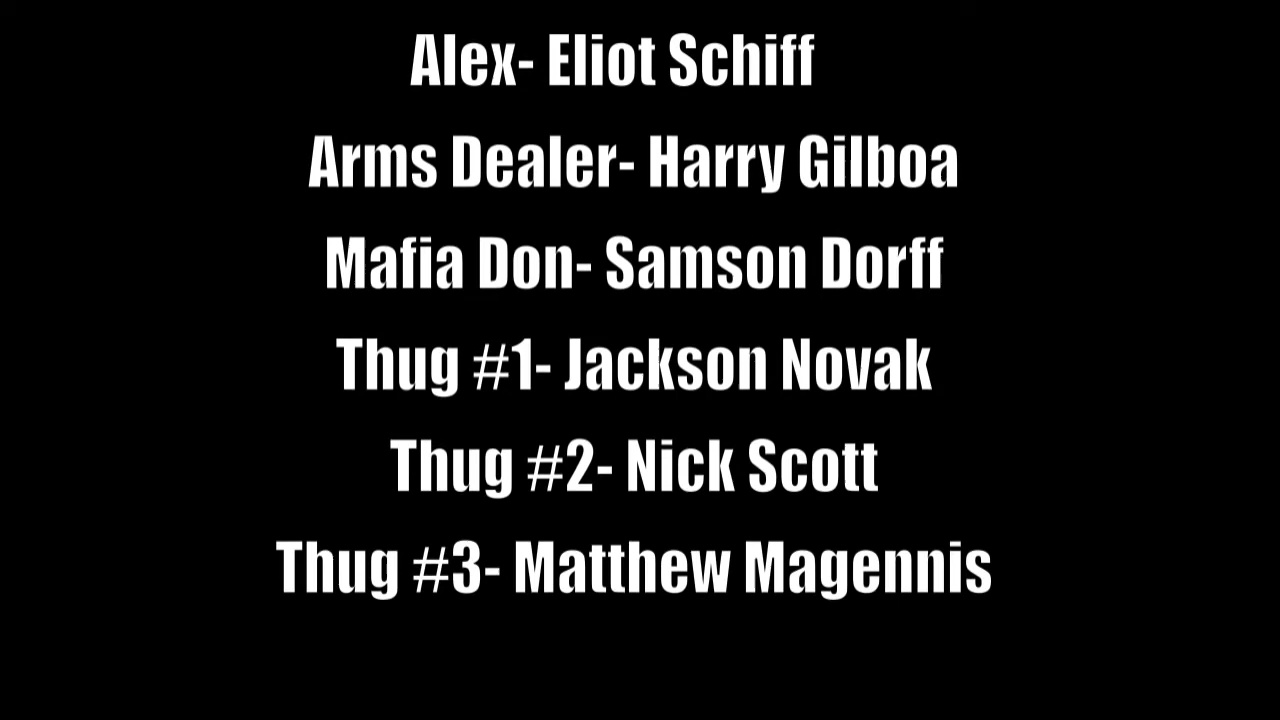 Alex- Eliot Schiff
Arms Dealer- Harry Gilboa
Mafia Don- Samson Dorff
Thug #1- Jackson Novak
Thug #2- Nick Scott
Thug #3- Matthew Magennis